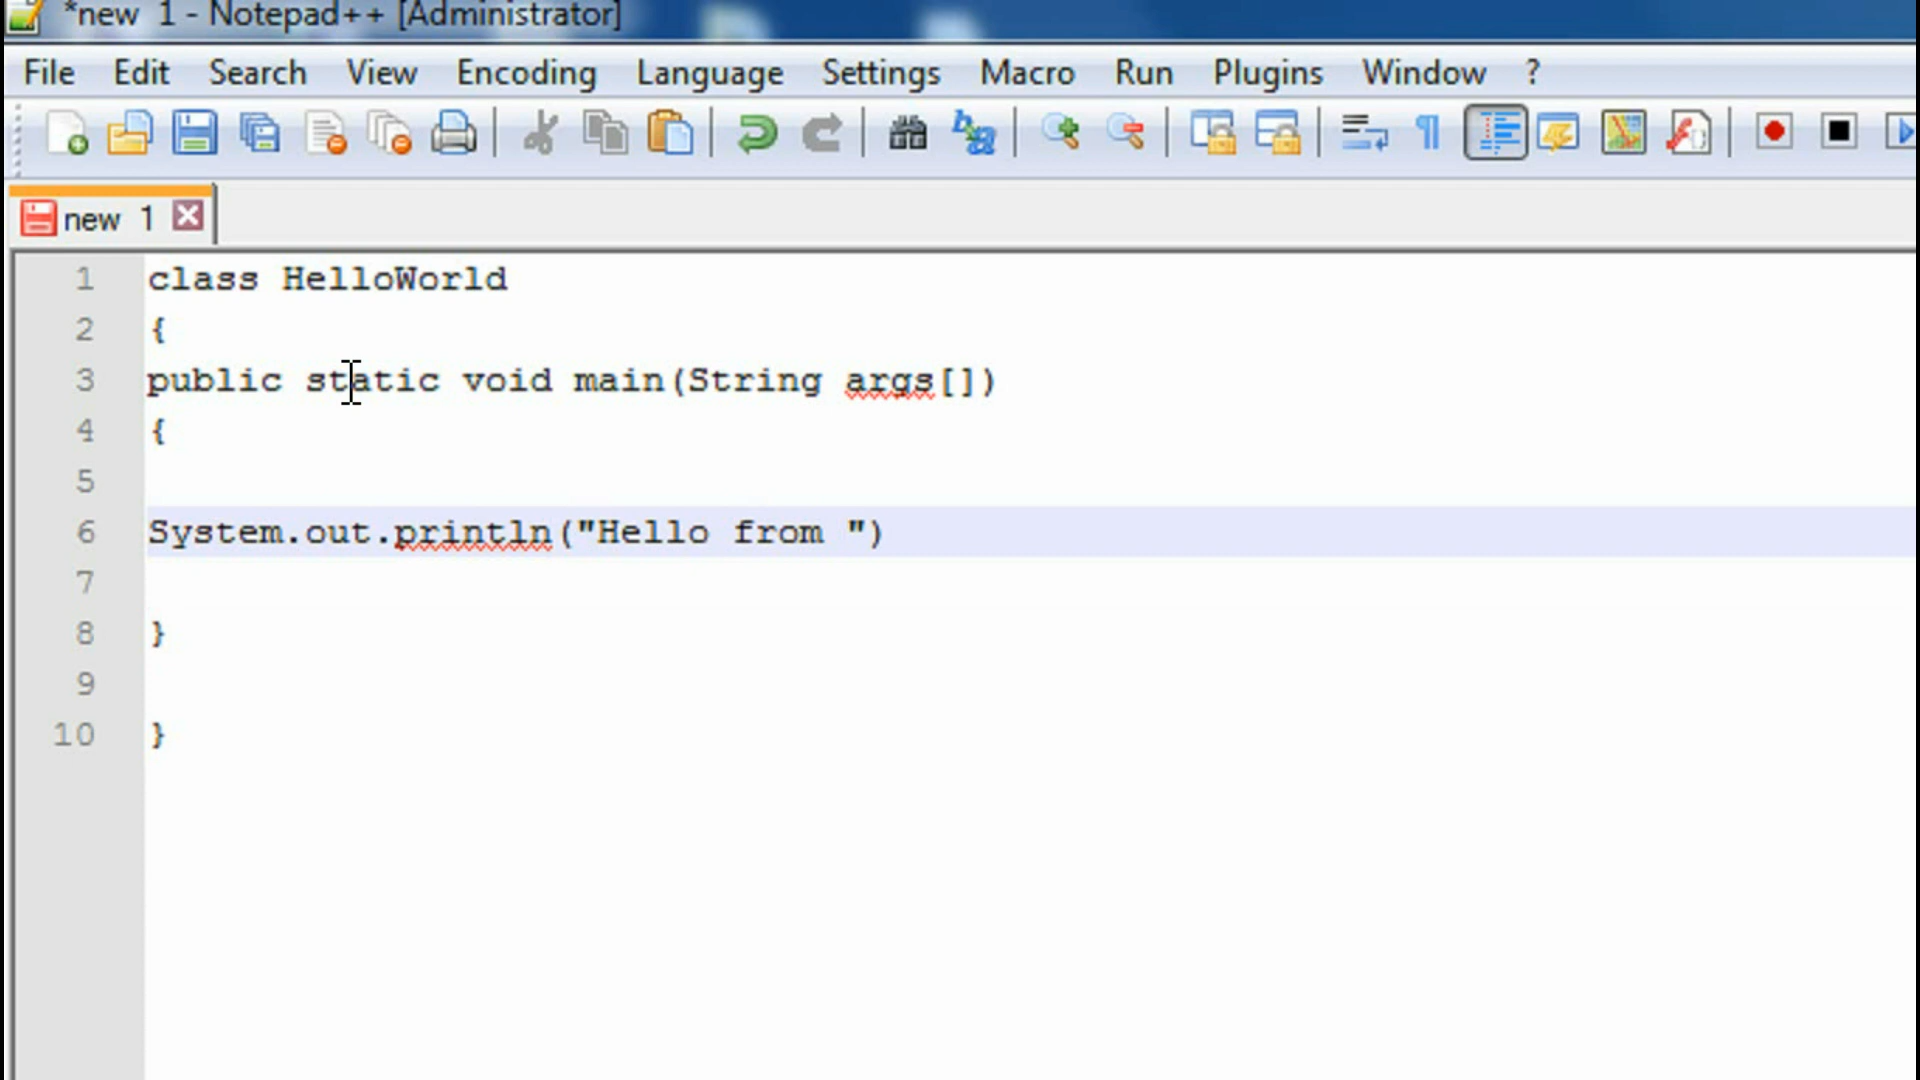 *new 1 - Notepad++ [Administrator]
File Edit Search View Encoding Language Settings Macro Run Plugins Window ?
new 1
1 class HelloWorld
2 {
3 public static void main(String args[])
4 {
5
6 System.out.println("Hello from ")
7
8 }
9
10 }